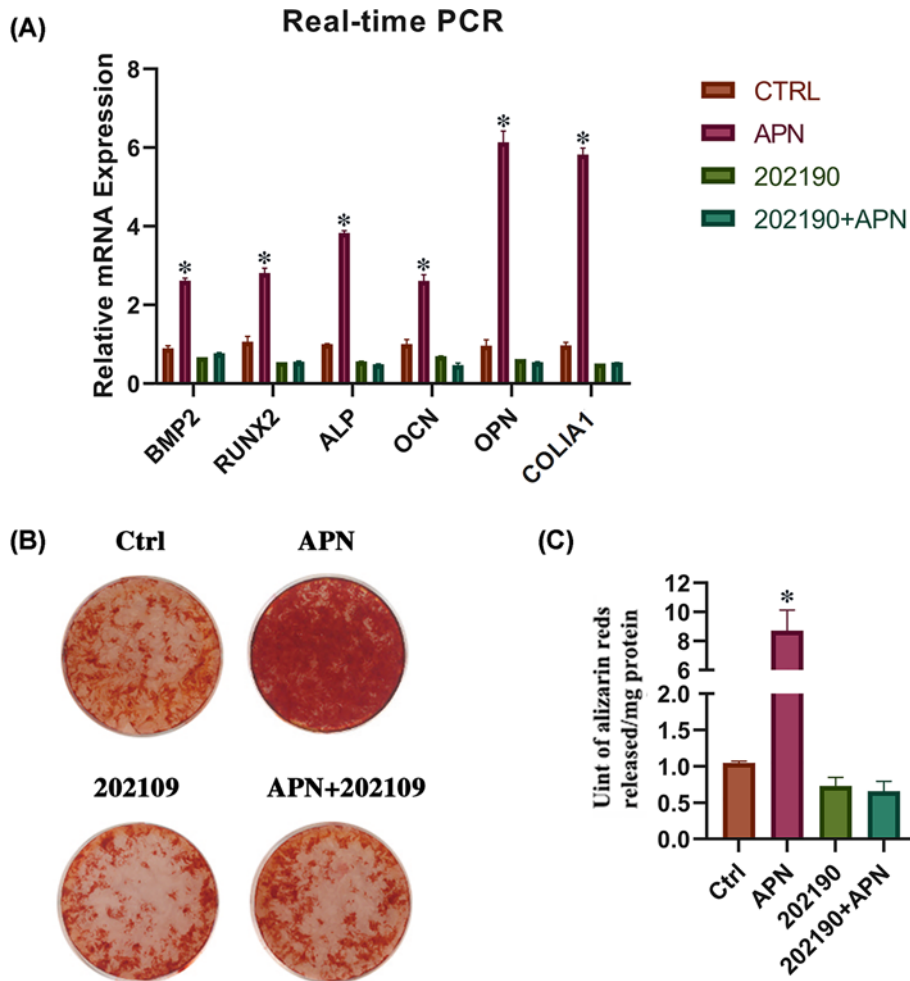 (A)
Real-time PCR
Relative mRNA Expression
8
6
4
2
0
*
*
*
*
*
*
BMP2
RUNX2
ALP
OCN
OPN
COLIA1
CTRL
APN
202190
202190+APN
(B)
Ctrl
APN
202109
APN+202109
(C)
Uint of alizarin reds
released/mg protein
12
10
8
6
2.0
1.5
1.0
0.5
0.0
*
Ctrl
APN
202190
202190+APN